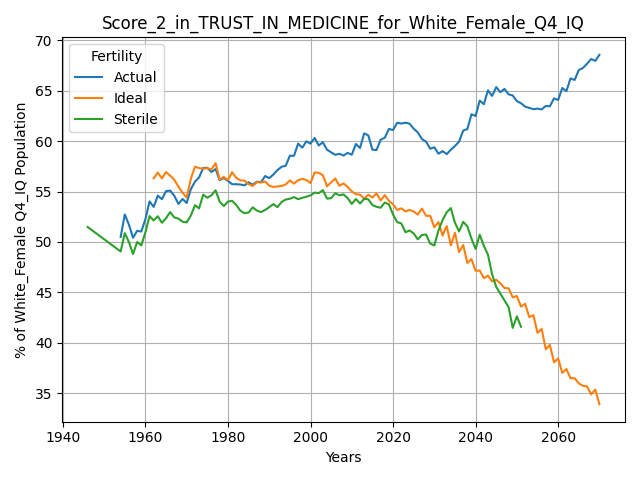 Score_2_in_TRUST_IN_MEDICINE_for_White_Female_Q4_IQ
% of White_Female Q4_IQ Population
70
65
60
55
50
45
40
35
Fertility
Actual
Ideal
Sterile
1940
1960
1980
2000
2020
2040
2060
Years